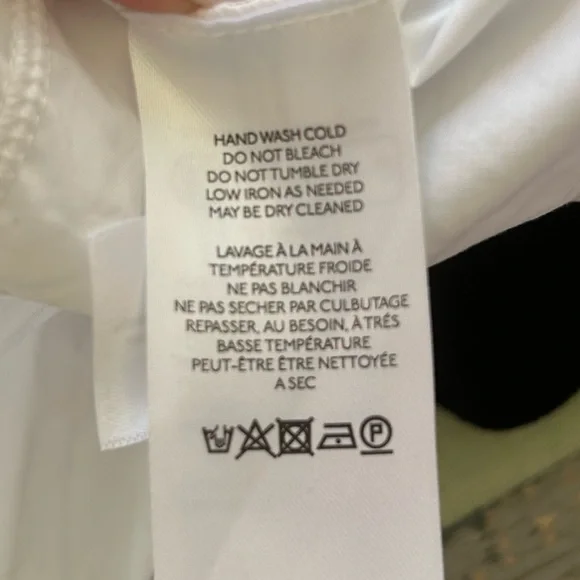 HAND WASH COLD
DO NOT BLEACH
DO NOT TUMBLE DRY
LOW IRON AS NEEDED
MAY BE DRY CLEANED
LAVAGE À LA MAIN À
TEMPÉRATURE FROIDE
NE PAS BLANCHIR
NE PAS SECHER PAR CULBUTAGE
REPASSER, AU BESOIN, À TRÉS
BASSE TEMPÉRATURE
PEUT-ÊTRE ÊTRE NETTOYÉE
A SEC
P